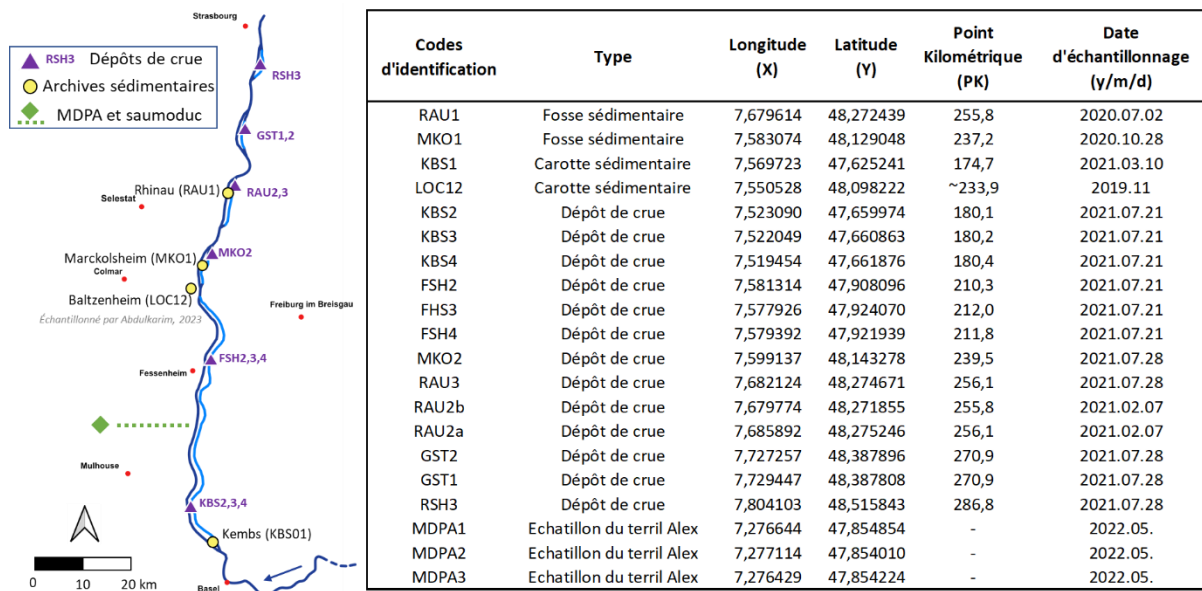 Strasbourg
RSH3 Dépôts de crue
Archives sédimentaires
MDPA et saumoduc
RSH3
GST1,2
Rhinau (RAU1)
RAU2,3
Selestat
Marckolsheim (MKO1)
MKO2
Colmar
Baltzenheim (LOC12)
Échantillonné par Abdulkarim, 2023
Freiburg im Breisgau
FSH2,3,4
Fessenheim
Mulhouse
KBS2,3,4
Kembs (KBS01)
0 10 20 km
Basel
Codes d'identification Type Longitude (X) Latitude (Y) Point Kilométrique (PK) Date d'échantillonnage (y/m/d)
RAU1 Fosse sédimentaire 7,679614 48,272439 255,8 2020.07.02
MKO1 Fosse sédimentaire 7,583074 48,129048 237,2 2020.10.28
KBS1 Carotte sédimentaire 7,569723 47,625241 174,7 2021.03.10
LOC12 Carotte sédimentaire 7,550528 48,098222 ~233,9 2019.11
KBS2 Dépôt de crue 7,523090 47,659974 180,1 2021.07.21
KBS3 Dépôt de crue 7,522049 47,660863 180,2 2021.07.21
KBS4 Dépôt de crue 7,519454 47,661876 180,4 2021.07.21
FSH2 Dépôt de crue 7,581314 47,908096 210,3 2021.07.21
FHS3 Dépôt de crue 7,577926 47,924070 212,0 2021.07.21
FSH4 Dépôt de crue 7,579392 47,921939 211,8 2021.07.21
MKO2 Dépôt de crue 7,599137 48,143278 239,5 2021.07.28
RAU3 Dépôt de crue 7,682124 48,274671 256,1 2021.07.28
RAU2b Dépôt de crue 7,679774 48,271855 255,8 2021.02.07
RAU2a Dépôt de crue 7,685892 48,275246 256,1 2021.02.07
GST2 Dépôt de crue 7,727257 48,387896 270,9 2021.07.28
GST1 Dépôt de crue 7,729447 48,387808 270,9 2021.07.28
RSH3 Dépôt de crue 7,804103 48,515843 286,8 2021.07.28
MDPA1 Echatillon du terril Alex 7,276644 47,854854 - 2022.05.
MDPA2 Echatillon du terril Alex 7,277114 47,854010 - 2022.05.
MDPA3 Echatillon du terril Alex 7,276429 47,854224 - 2022.05.